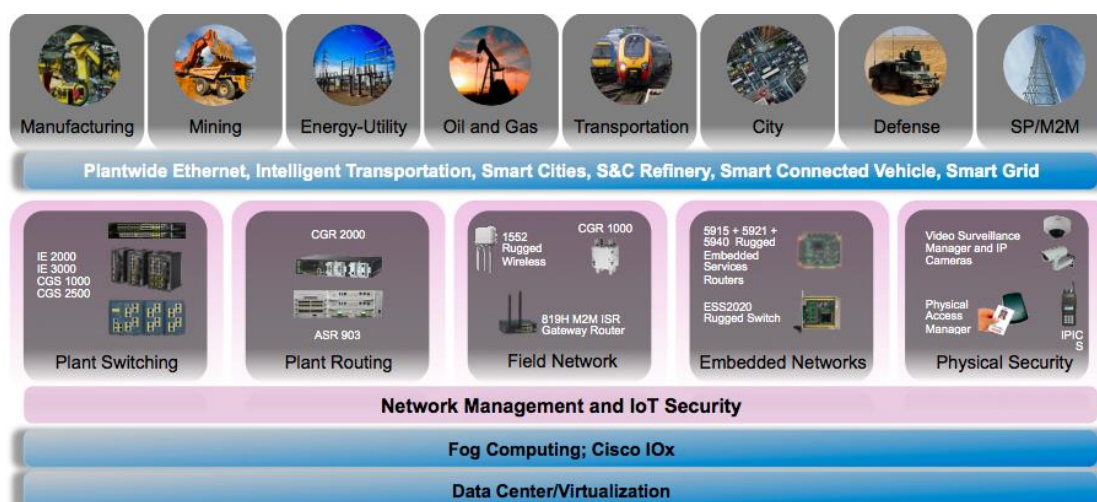 Manufacturing
Mining
Energy-Utility
Oil and Gas
Transportation
City
Defense
SP/M2M
Plantwide Ethernet, Intelligent Transportation, Smart Cities, S&C Refinery, Smart Connected Vehicle, Smart Grid
IE 2000
IE 3000
CGS 1000
CGS 2500
Plant Switching
CGR 2000
ASR 903
Plant Routing
1552
Rugged
Wireless
CGR 1000
819H M2M ISR
Gateway Router
Field Network
5915 + 5921 +
5940 Rugged
Embedded
Services
Routers
ESS2020
Rugged Switch
Embedded Networks
Video Surveillance
Manager and IP
Cameras
Physical
Access
Manager
IPIC
S
Physical Security
Network Management and IoT Security
Fog Computing; Cisco IOx
Data Center/Virtualization